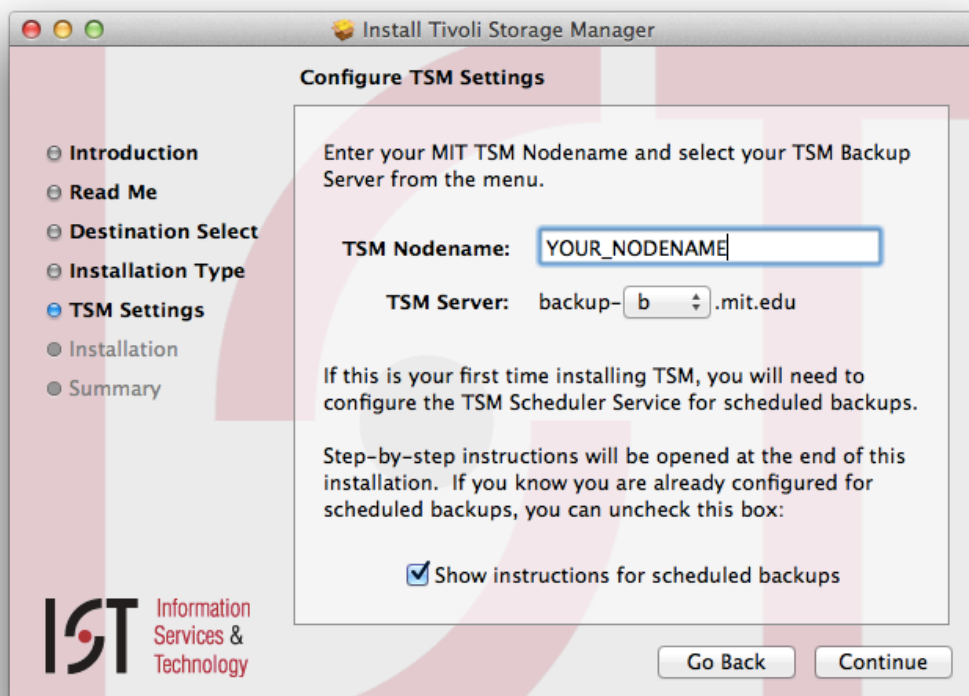 Install Tivoli Storage Manager
Configure TSM Settings
Introduction
Read Me
Destination Select
Installation Type
TSM Settings
Installation
Summary
Enter your MIT TSM Nodename and select your TSM Backup
Server from the menu.
TSM Nodename: YOUR_NODENAME
TSM Server: backup- b .mit.edu
If this is your first time installing TSM, you will need to
configure the TSM Scheduler Service for scheduled backups.
Step-by-step instructions will be opened at the end of this
installation. If you know you are already configured for
scheduled backups, you can uncheck this box:
Show instructions for scheduled backups
IST Information
Services &
Technology
Go Back Continue